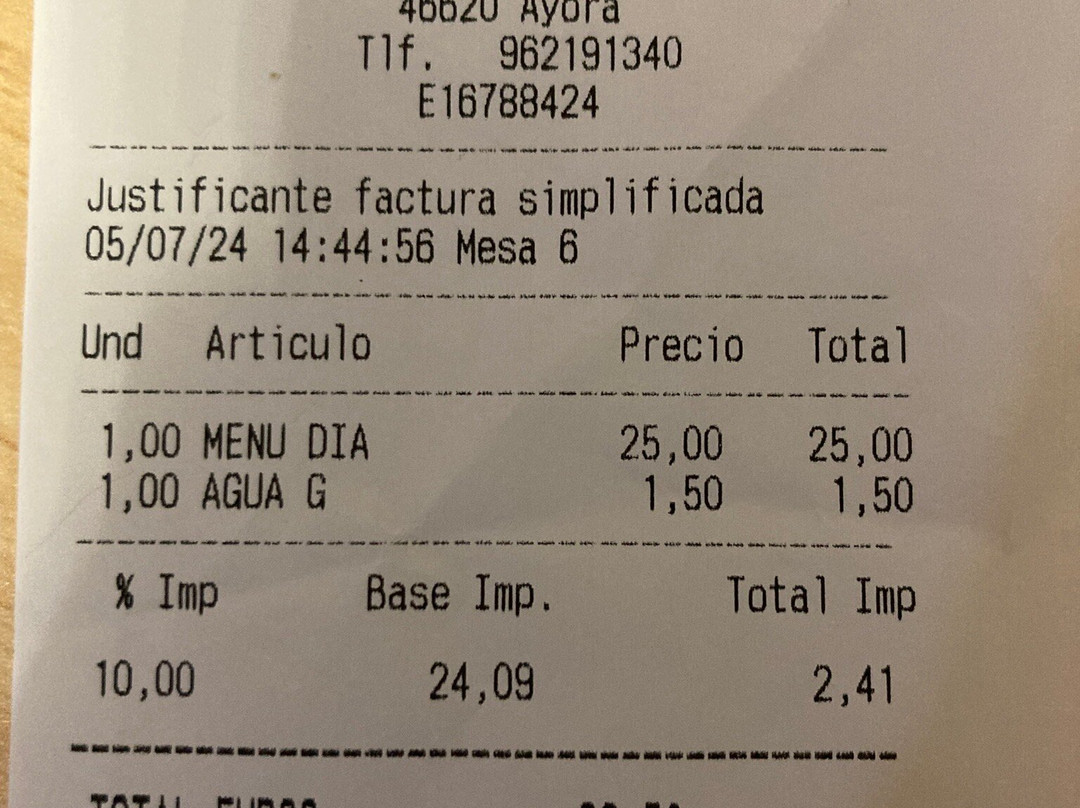 46620 Ayora
Tlf. 962191340
E16788424
Justificante factura simplificada
05/07/24 14:44:56 Mesa 6
Und Articulo Precio Total
1,00 MENU DIA 25,00 25,00
1,00 AGUA G 1,50 1,50
% Imp Base Imp. Total Imp
10,00 24,09 2,41
TOTAL EUROS